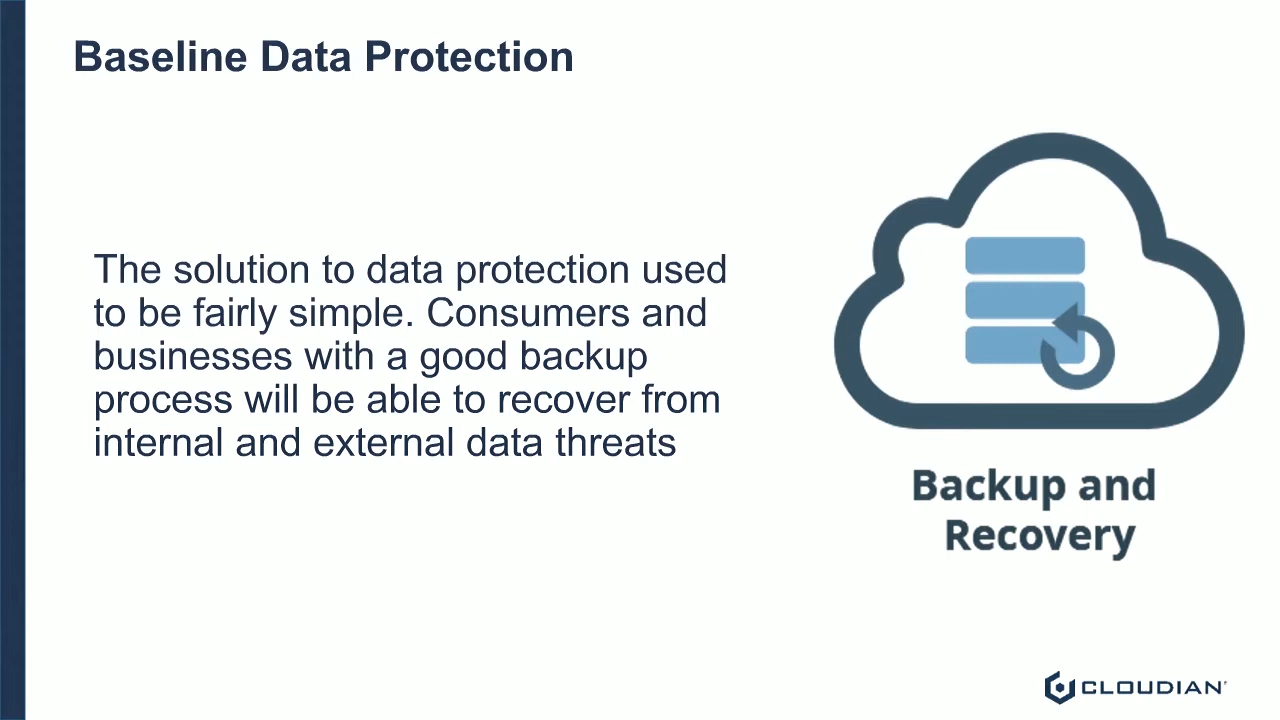 Baseline Data Protection
The solution to data protection used
to be fairly simple. Consumers and
businesses with a good backup
process will be able to recover from
internal and external data threats
Backup and
Recovery
CLOUDIAN